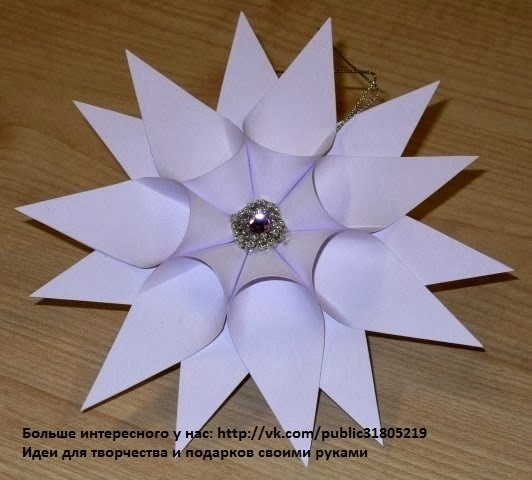 Больше интересного у нас: http://vk.com/public31805219
Идеи для творчества и подарков своими руками